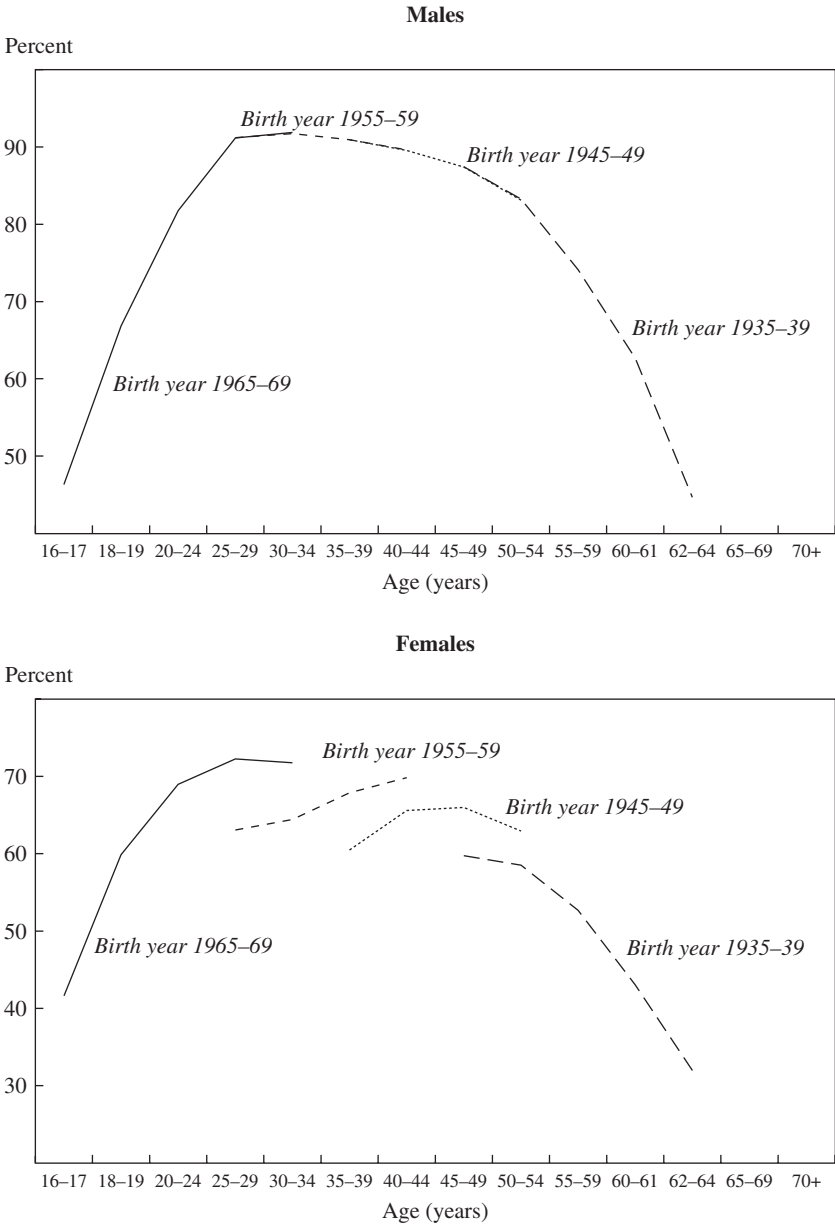 Males
Percent
Birth year 1955–59
90
Birth year 1945–49
80
70
Birth year 1935–39
60
Birth year 1965–69
50
16–17 18–19 20–24 25–29 30–34 35–39 40–44 45–49 50–54 55–59 60–61 62–64 65–69 70+
Age (years)
Females
Percent
Birth year 1955–59
70
Birth year 1945–49
60
50
Birth year 1965–69
Birth year 1935–39
40
30
16–17 18–19 20–24 25–29 30–34 35–39 40–44 45–49 50–54 55–59 60–61 62–64 65–69 70+
Age (years)